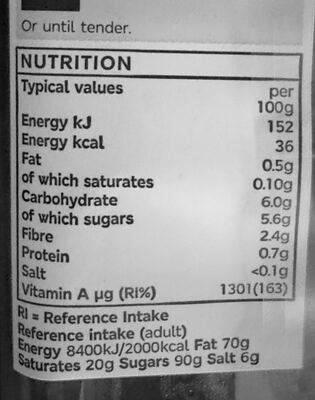 Or until tender.
NUTRITION
Typical values per 100g
Energy kJ 152
Energy kcal 36
Fat 0.5g
of which saturates 0.10g
Carbohydrate 6.0g
of which sugars 5.6g
Fibre 2.4g
Protein 0.7g
Salt <0.1g
Vitamin A µg (RI%) 1301(163)
RI = Reference Intake
Reference intake (adult)
Energy 8400kJ/2000kcal Fat 70g
Saturates 20g Sugars 90g Salt 6g